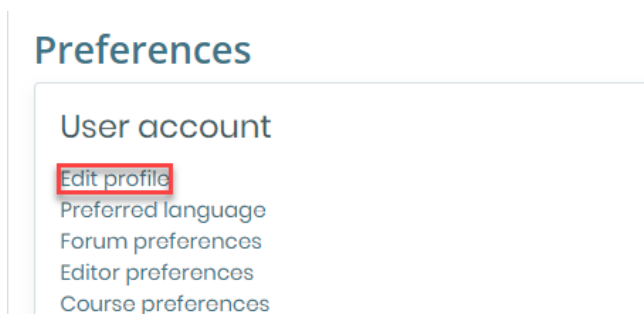 Preferences
User account
Edit profile
Preferred language
Forum preferences
Editor preferences
Course preferences